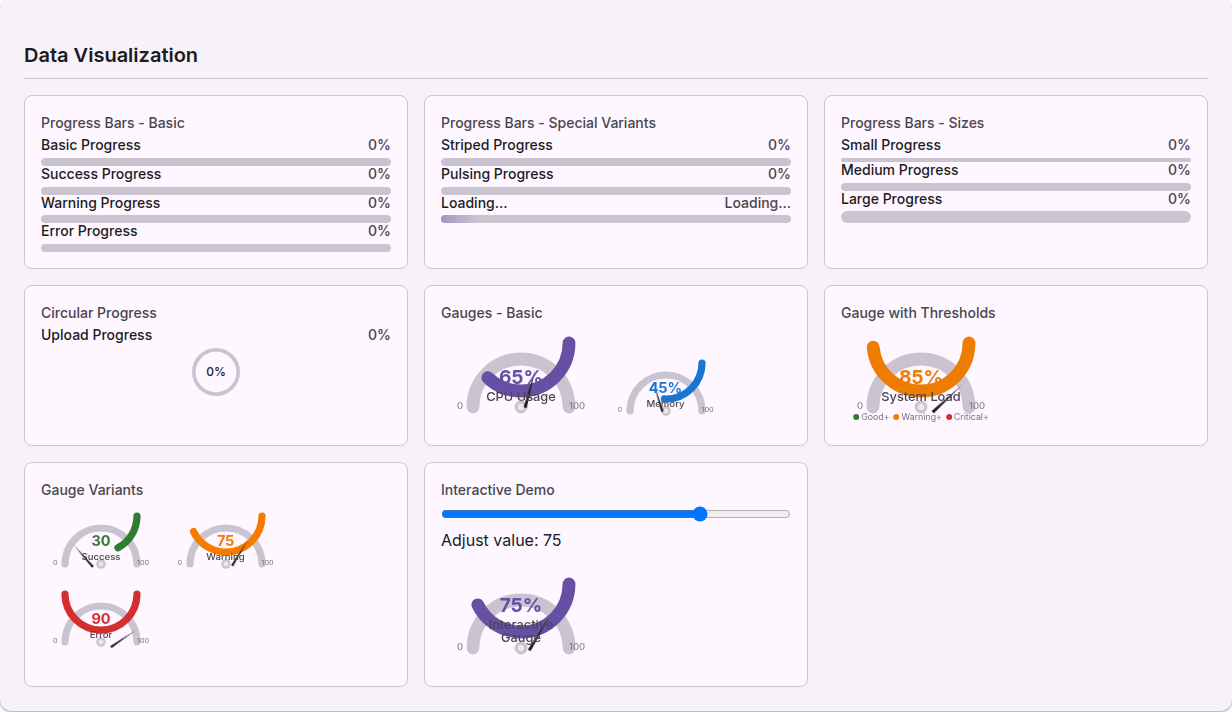 Data Visualization
Progress Bars - Basic
Basic Progress 0%
Success Progress 0%
Warning Progress 0%
Error Progress 0%
Progress Bars - Special Variants
Striped Progress 0%
Pulsing Progress 0%
Loading... Loading...
Progress Bars - Sizes
Small Progress 0%
Medium Progress 0%
Large Progress 0%
Circular Progress
Upload Progress 0%
0%
Gauges - Basic
65%
CPU Usage
0 100
45%
Memory
0 100
Gauge with Thresholds
85%
System Load
0 100
Good+ Warning+ Critical+
Gauge Variants
30
Success
0 100
75
Warning
0 100
90
Error
0 100
Interactive Demo
Adjust value: 75
75%
Interactive
Gauge
0 100